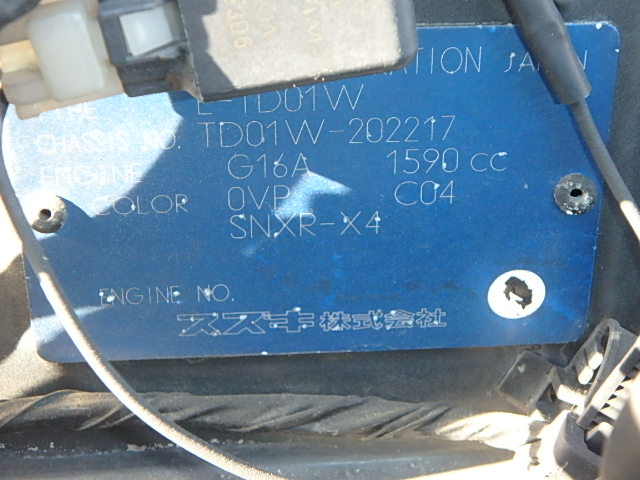 RATION JAPAN
E-TD01W
CHASSIS NO. TD01W-202217
ENGINE G16A 1590 cc
COLOR 0VP C04
SNXR-X4
ENGINE NO.
スズキ株式会社